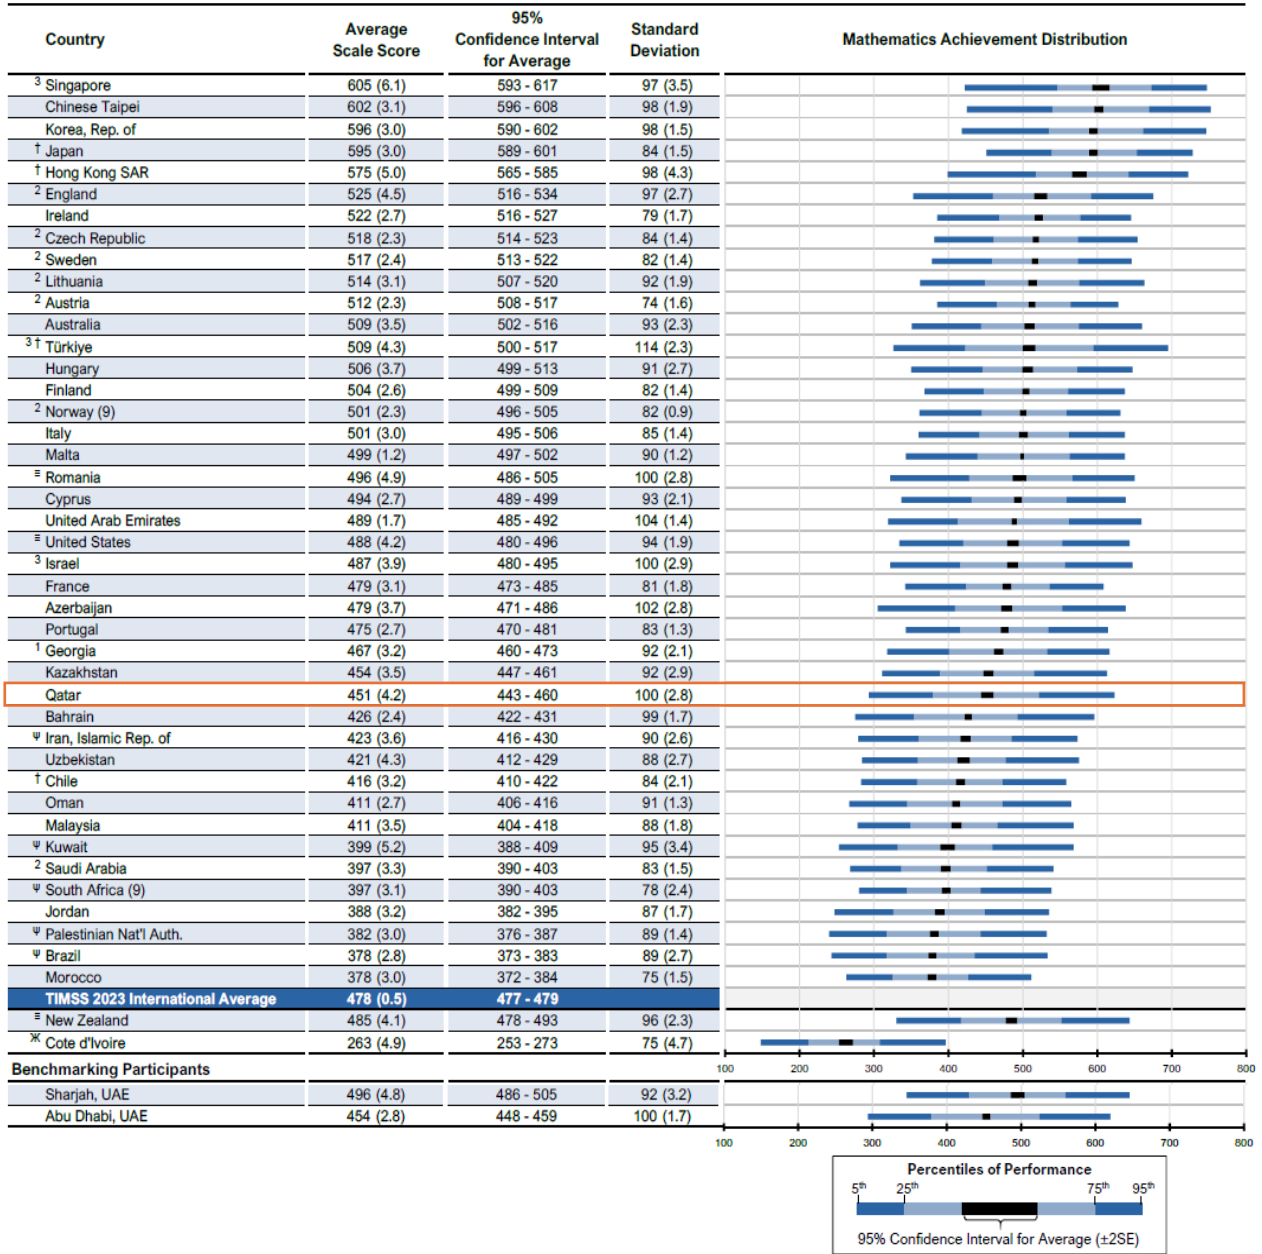 Country Average Scale Score 95% Confidence Interval for Average Standard Deviation Mathematics Achievement Distribution
3 Singapore 605 (6.1) 593 - 617 97 (3.5)
Chinese Taipei 602 (3.1) 596 - 608 98 (1.9)
Korea, Rep. of 596 (3.0) 590 - 602 98 (1.5)
† Japan 595 (3.0) 589 - 601 84 (1.5)
† Hong Kong SAR 575 (5.0) 565 - 585 98 (4.3)
2 England 525 (4.5) 516 - 534 97 (2.7)
Ireland 522 (2.7) 516 - 527 79 (1.7)
2 Czech Republic 518 (2.3) 514 - 523 84 (1.4)
2 Sweden 517 (2.4) 513 - 522 82 (1.4)
2 Lithuania 514 (3.1) 507 - 520 92 (1.9)
2 Austria 512 (2.3) 508 - 517 74 (1.6)
Australia 509 (3.5) 502 - 516 93 (2.3)
3 † Türkiye 509 (4.3) 500 - 517 114 (2.3)
Hungary 506 (3.7) 499 - 513 91 (2.7)
Finland 504 (2.6) 499 - 509 82 (1.4)
2 Norway (9) 501 (2.3) 496 - 505 82 (0.9)
Italy 501 (3.0) 495 - 506 85 (1.4)
Malta 499 (1.2) 497 - 502 90 (1.2)
≡ Romania 496 (4.9) 486 - 505 100 (2.8)
Cyprus 494 (2.7) 489 - 499 93 (2.1)
United Arab Emirates 489 (1.7) 485 - 492 104 (1.4)
≡ United States 488 (4.2) 480 - 496 94 (1.9)
3 Israel 487 (3.9) 480 - 495 100 (2.9)
France 479 (3.1) 473 - 485 81 (1.8)
Azerbaijan 479 (3.7) 471 - 486 102 (2.8)
Portugal 475 (2.7) 470 - 481 83 (1.3)
1 Georgia 467 (3.2) 460 - 473 92 (2.1)
Kazakhstan 454 (3.5) 447 - 461 92 (2.9)
Qatar 451 (4.2) 443 - 460 100 (2.8)
Bahrain 426 (2.4) 422 - 431 99 (1.7)
Ψ Iran, Islamic Rep. of 423 (3.6) 416 - 430 90 (2.6)
Uzbekistan 421 (4.3) 412 - 429 88 (2.7)
† Chile 416 (3.2) 410 - 422 84 (2.1)
Oman 411 (2.7) 406 - 416 91 (1.3)
Malaysia 411 (3.5) 404 - 418 88 (1.8)
Ψ Kuwait 399 (5.2) 388 - 409 95 (3.4)
2 Saudi Arabia 397 (3.3) 390 - 403 83 (1.5)
Ψ South Africa (9) 397 (3.1) 390 - 403 78 (2.4)
Jordan 388 (3.2) 382 - 395 87 (1.7)
Ψ Palestinian Nat'l Auth. 382 (3.0) 376 - 387 89 (1.4)
Ψ Brazil 378 (2.8) 373 - 383 89 (2.7)
Morocco 378 (3.0) 372 - 384 75 (1.5)
TIMSS 2023 International Average 478 (0.5) 477 - 479
≡ New Zealand 485 (4.1) 478 - 493 96 (2.3)
Ж Cote d'Ivoire 263 (4.9) 253 - 273 75 (4.7)
100 200 300 400 500 600 700 800
Benchmarking Participants
Sharjah, UAE 496 (4.8) 486 - 505 92 (3.2)
Abu Dhabi, UAE 454 (2.8) 448 - 459 100 (1.7)
100 200 300 400 500 600 700 800
Percentiles of Performance
5th 25th 75th 95th
95% Confidence Interval for Average (±2SE)